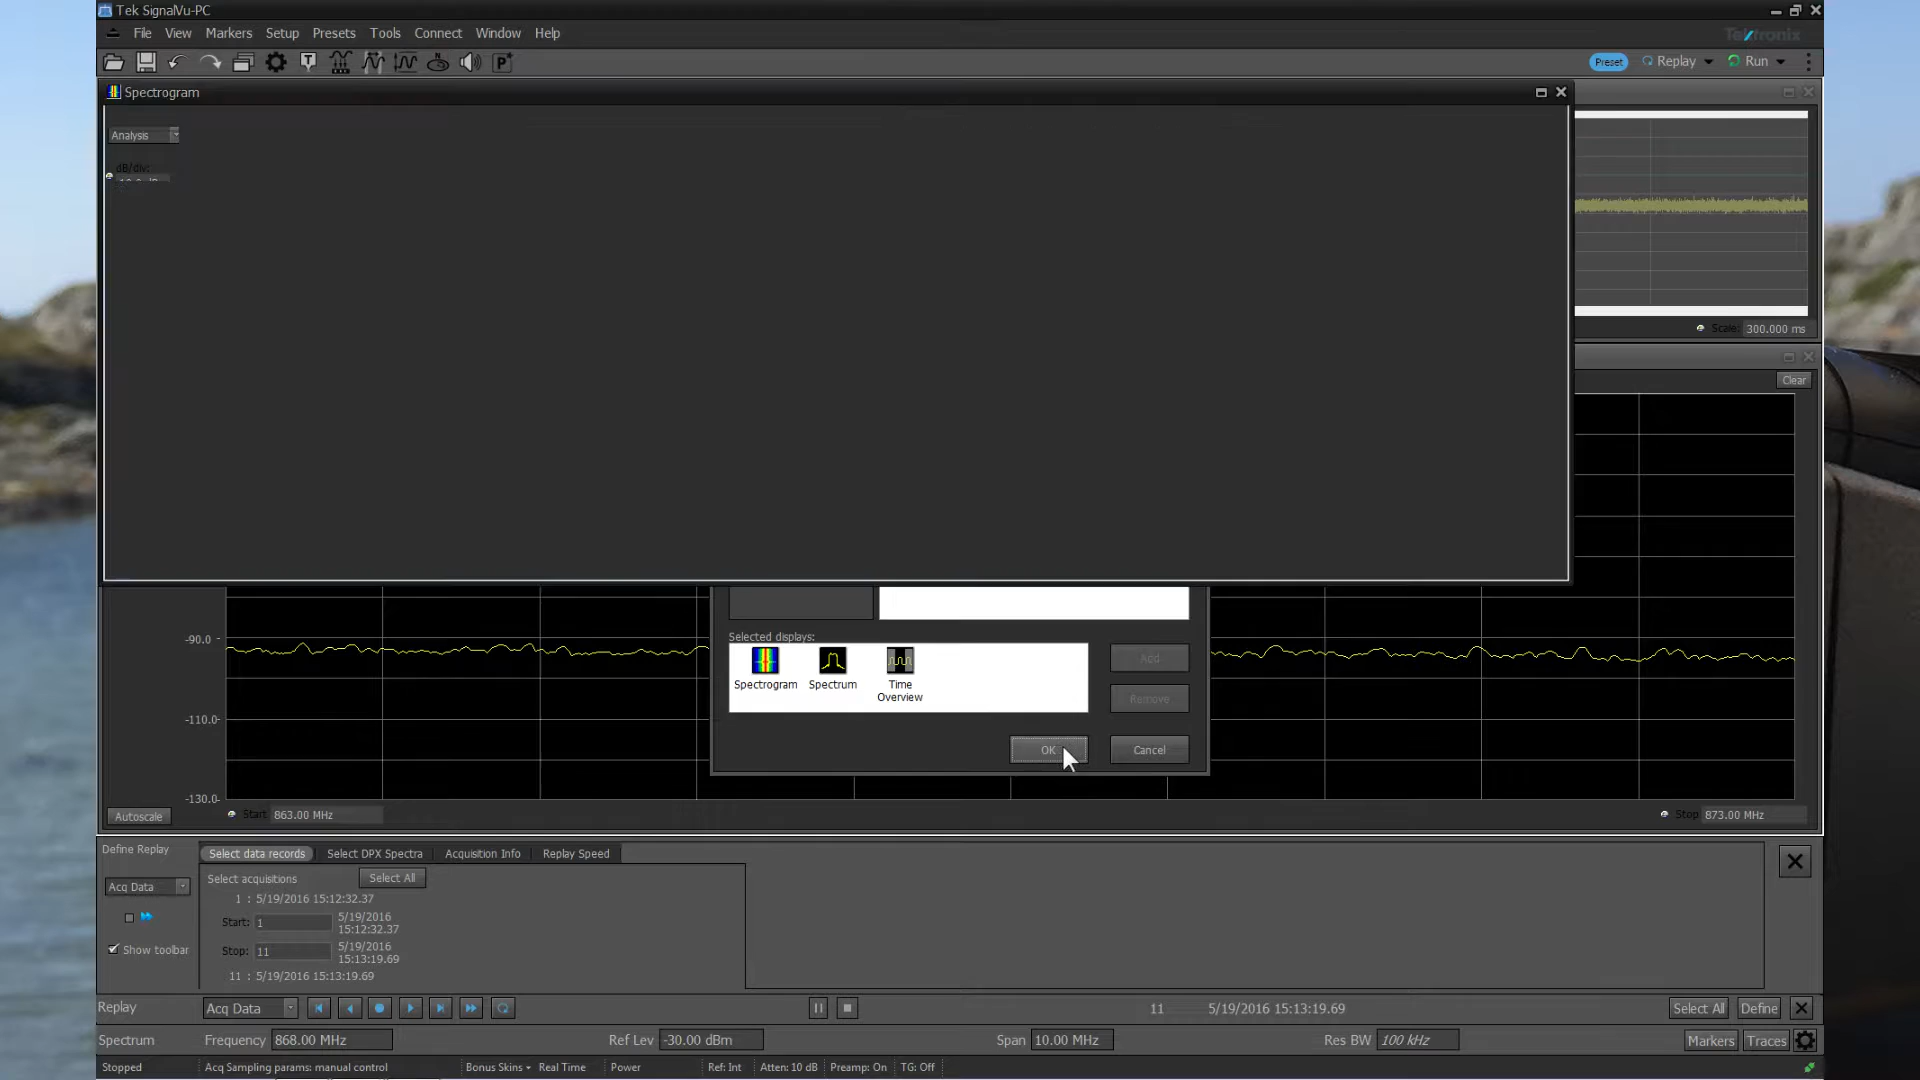 Tek SignalVu-PC
File View Markers Setup Presets Tools Connect Window Help
Tektronix
Preset Replay Run
Spectrogram
Analysis
dB/div:
Scale: 300.000 ms
Clear
Selected displays:
Spectrogram Spectrum Time Overview
Add
Remove
OK Cancel
-90.0
-110.0
-130.0
Autoscale Start 863.00 MHz Stop 873.00 MHz
Define Replay Select data records Select DPX Spectra Acquisition Info Replay Speed
Select acquisitions Select All
Acq Data
1 : 5/19/2016 15:12:32.37
Start: 1 5/19/2016 15:12:32.37
Show toolbar
Stop: 11 5/19/2016 15:13:19.69
11 : 5/19/2016 15:13:19.69
Replay Acq Data 11 5/19/2016 15:13:19.69 Select All Define
Spectrum Frequency 868.00 MHz Ref Lev -30.00 dBm Span 10.00 MHz Res BW 100 kHz Markers Traces
Stopped Acq Sampling params: manual control Bonus Skins Real Time Power Ref: Int Atten: 10 dB Preamp: On TG: Off